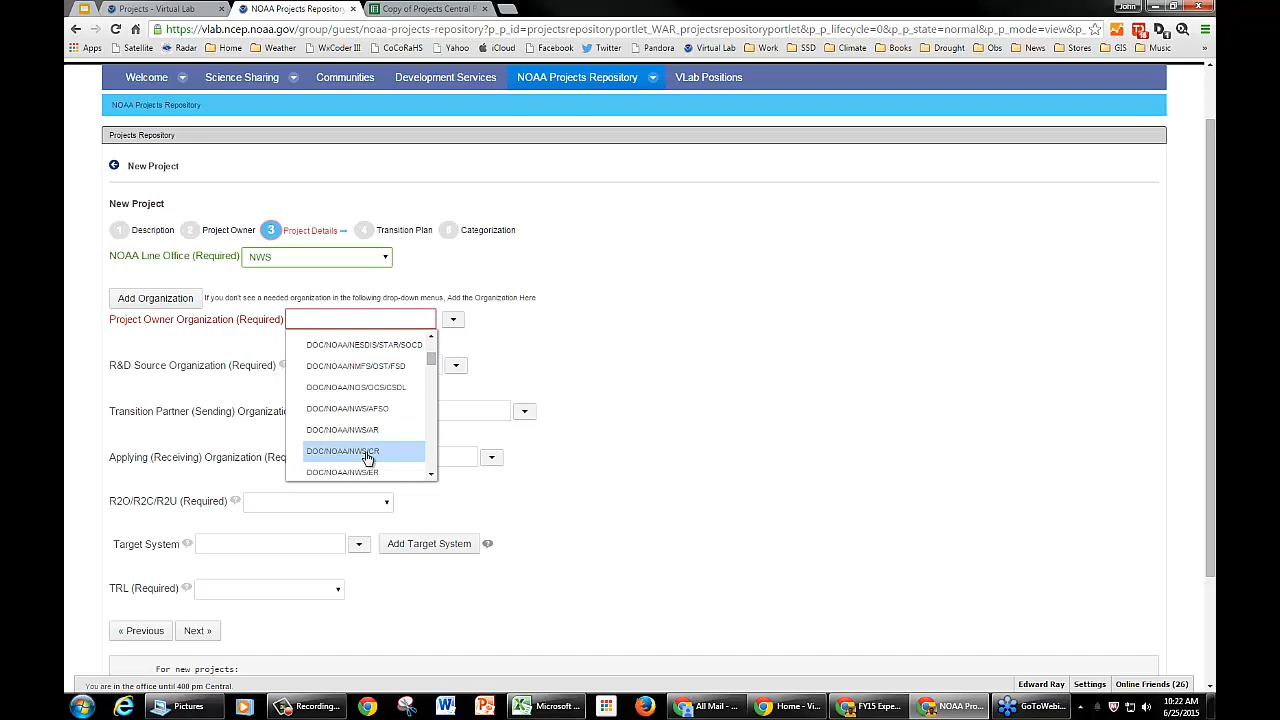 Projects - Virtual Lab
NOAA Projects Repository
Copy of Projects Central R
John
https://vlab.ncep.noaa.gov/group/guest/noaa-projects-repository?p_p_id=projectsrepositoryportlet_WAR_projectsrepositoryportlet&p_p_lifecycle=0&p_p_state=normal&p_p_mode=view&p_
Apps Satellite Radar Home Weather WxCoder III CoCoRaHS Yahoo iCloud Facebook Twitter Pandora Virtual Lab Work SSD Climate Books Drought Obs News Stores GIS Music
Welcome Science Sharing Communities Development Services NOAA Projects Repository VLab Positions
NOAA Projects Repository
Projects Repository
New Project
New Project
1 Description 2 Project Owner 3 Project Details 4 Transition Plan 5 Categorization
NOAA Line Office (Required) NWS
Add Organization If you don't see a needed organization in the following drop-down menus, Add the Organization Here
Project Owner Organization (Required)
DOC/NOAA/NESDIS/STAR/SOCD
R&D Source Organization (Required)
DOC/NOAA/NMFS/OST/FSD
DOC/NOAA/NOS/OCS/CSDL
Transition Partner (Sending) Organizat
DOC/NOAA/NWS/AFSO
DOC/NOAA/NWS/AR
Applying (Receiving) Organization (Req
DOC/NOAA/NWS/CR
DOC/NOAA/NWS/ER
R2O/R2C/R2U (Required)
Target System Add Target System
TRL (Required)
« Previous Next »
For new projects:
You are in the office until 400 pm Central.
Edward Ray Settings Online Friends (26)
Pictures Recording... Microsoft ... All Mail - ... Home - Vi... FY15 Expe... NOAA Pro... GoToWebi...
10:22 AM
6/25/2015